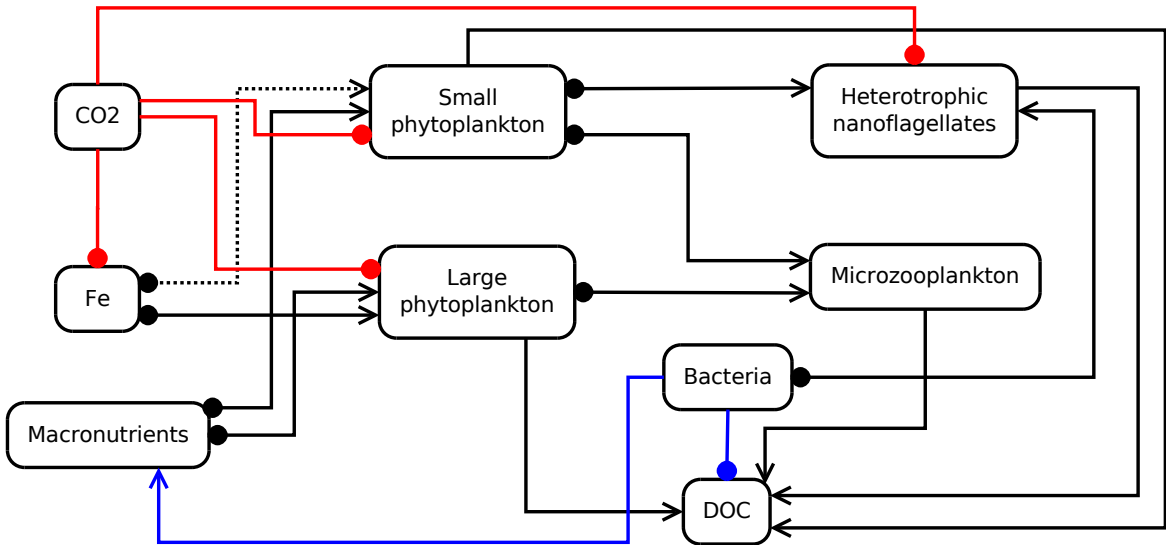 CO2
Small
phytoplankton
Heterotrophic
nanoflagellates
Fe
Large
phytoplankton
Microzooplankton
Bacteria
Macronutrients
DOC